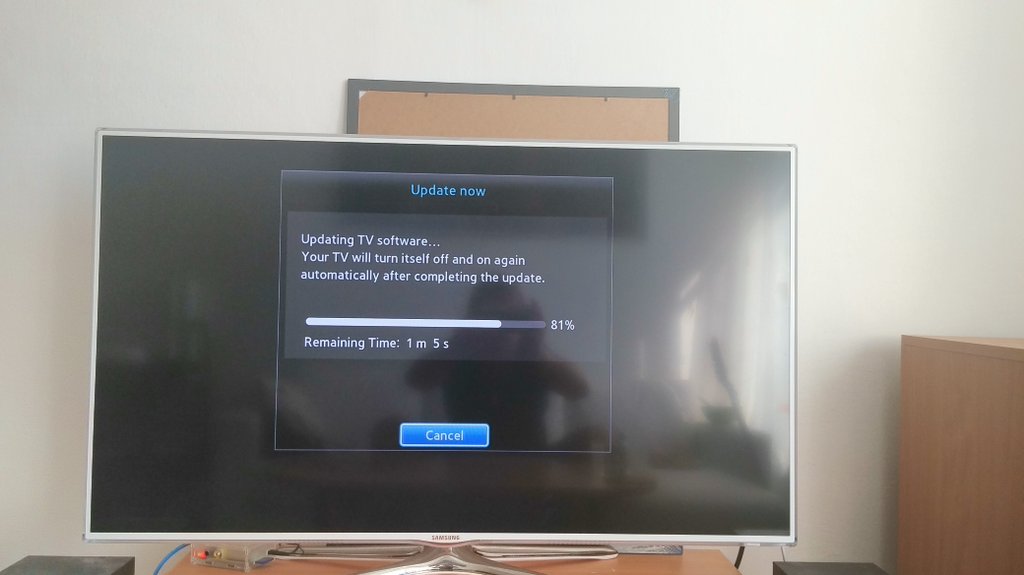 Update now
Updating TV software...
Your TV will turn itself off and on again
automatically after completing the update.
81%
Remaining Time: 1 m 5 s
Cancel
SAMSUNG